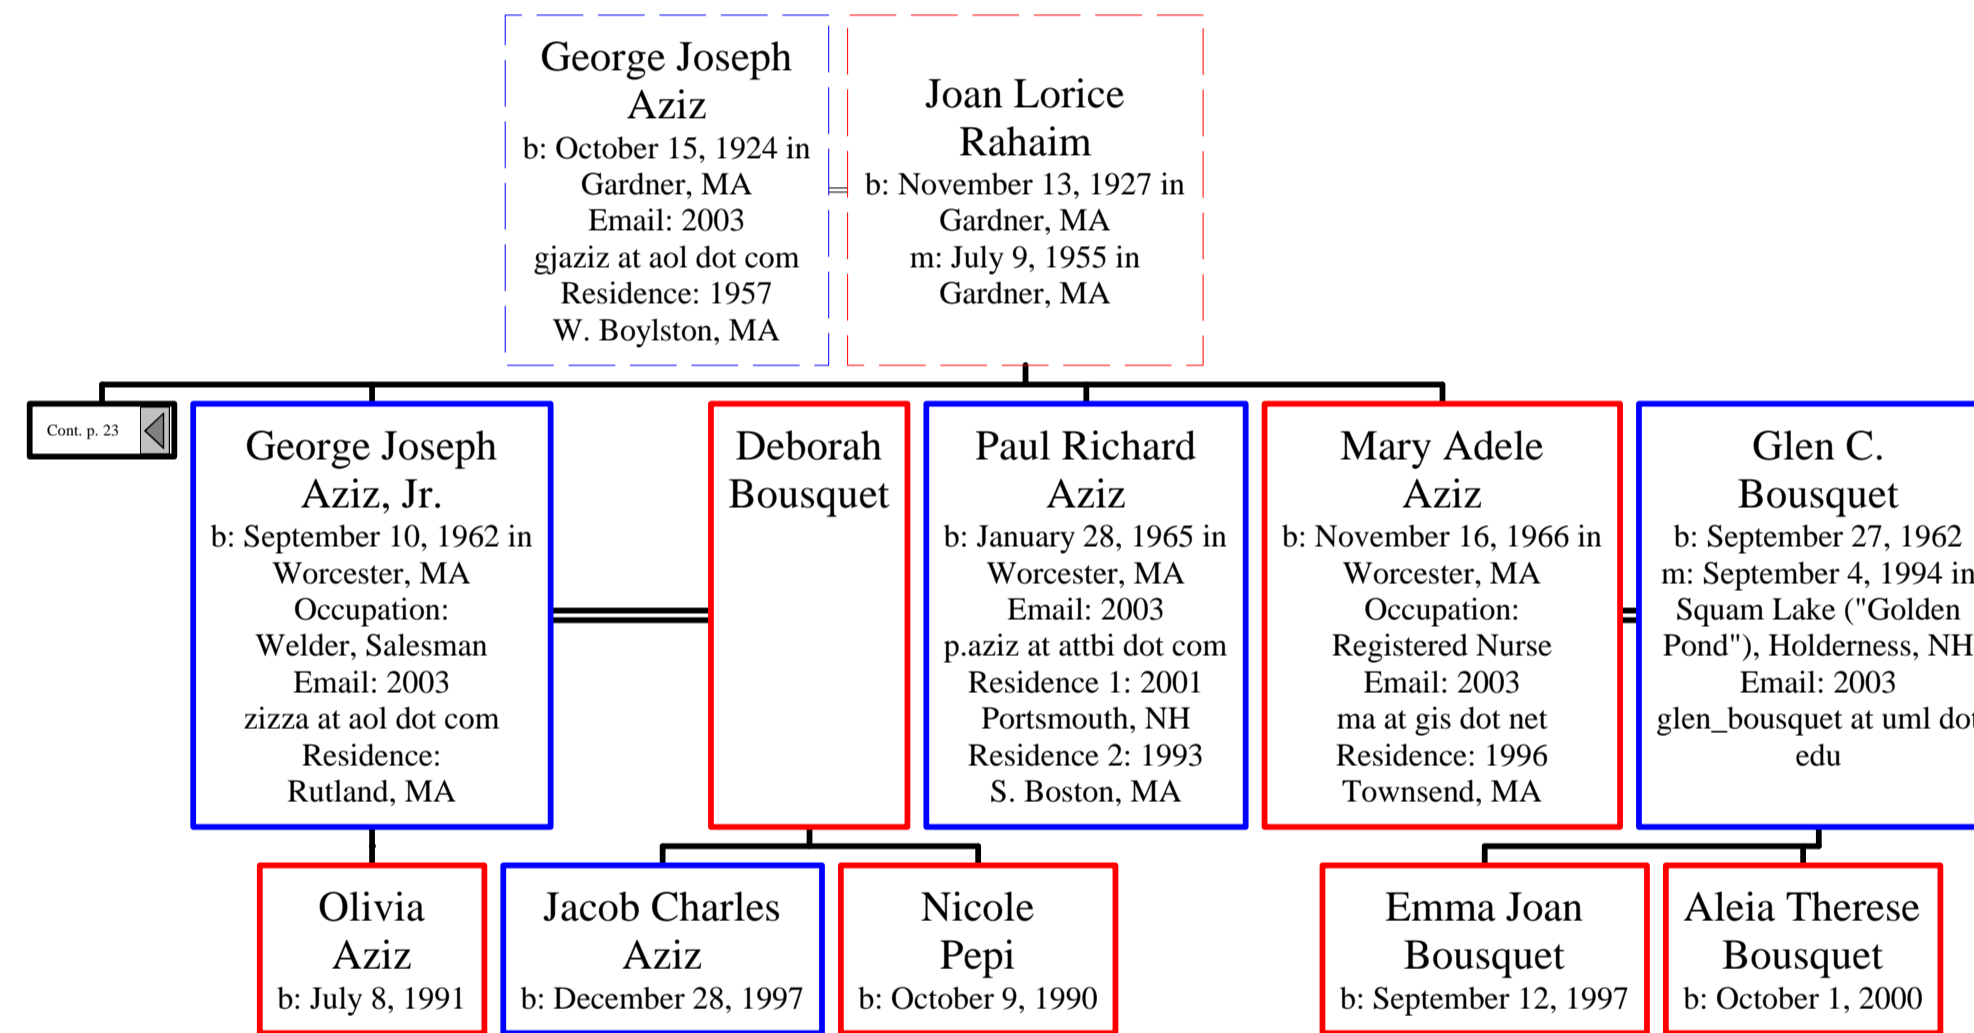 George Joseph
Aziz
b: October 15, 1924 in
Gardner, MA
Email: 2003
gjaziz at aol dot com
Residence: 1957
W. Boylston, MA
Joan Lorice
Rahaim
b: November 13, 1927 in
Gardner, MA
m: July 9, 1955 in
Gardner, MA
Cont. p. 23
George Joseph
Aziz, Jr.
b: September 10, 1962 in
Worcester, MA
Occupation:
Welder, Salesman
Email: 2003
zizza at aol dot com
Residence:
Rutland, MA
Deborah
Bousquet
Paul Richard
Aziz
b: January 28, 1965 in
Worcester, MA
Email: 2003
p.aziz at attbi dot com
Residence 1: 2001
Portsmouth, NH
Residence 2: 1993
S. Boston, MA
Mary Adele
Aziz
b: November 16, 1966 in
Worcester, MA
Occupation:
Registered Nurse
Email: 2003
ma at gis dot net
Residence: 1996
Townsend, MA
Glen C.
Bousquet
b: September 27, 1962
m: September 4, 1994 in
Squam Lake ("Golden
Pond"), Holderness, NH
Email: 2003
glen_bousquet at uml dot
edu
Olivia
Aziz
b: July 8, 1991
Jacob Charles
Aziz
b: December 28, 1997
Nicole
Pepi
b: October 9, 1990
Emma Joan
Bousquet
b: September 12, 1997
Aleia Therese
Bousquet
b: October 1, 2000